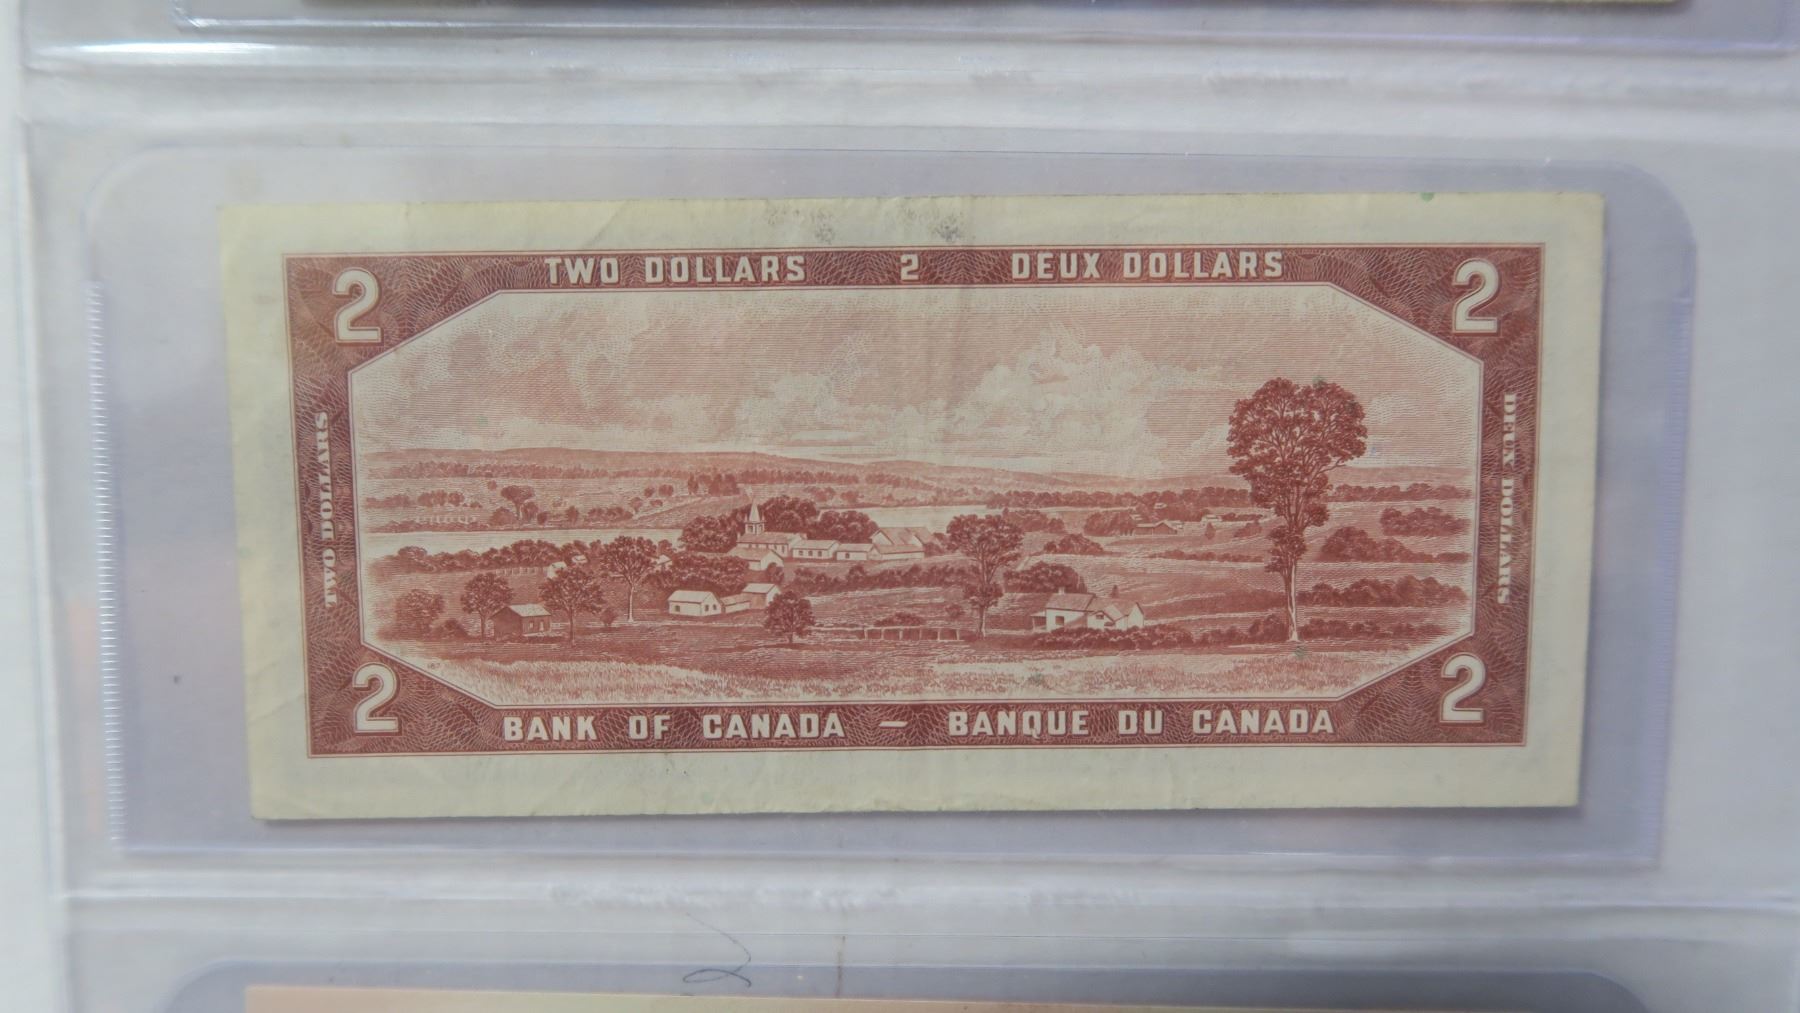 TWO DOLLARS 2 DEUX DOLLARS
2 2
TWO DOLLARS
DEUX DOLLARS
2 2
BANK OF CANADA — BANQUE DU CANADA
2